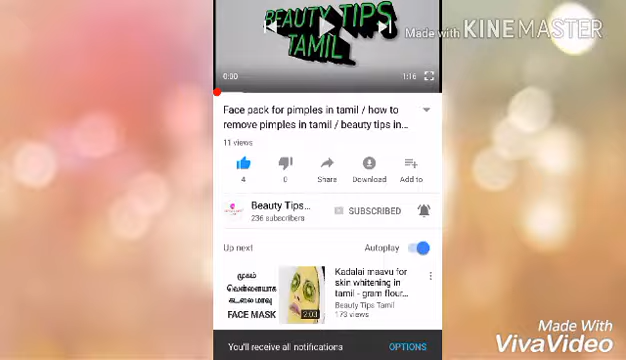 BEAUTY TIPS
TAMIL
Made with KINEMASTER
0:00
1:16
Face pack for pimples in tamil / how to
remove pimples in tamil / beauty tips in...
11 views
4
0
Share
Download
Add to
Beauty Tips...
236 subscribers
SUBSCRIBED
Up next
Autoplay
முகம்
வெள்ளையாக
கடலை மாவு
FACE MASK
2:03
Kadalai maavu for
skin whitening in
tamil - gram flour...
Beauty Tips Tamil
173 views
You'll receive all notifications
OPTIONS
Made With
VivaVideo